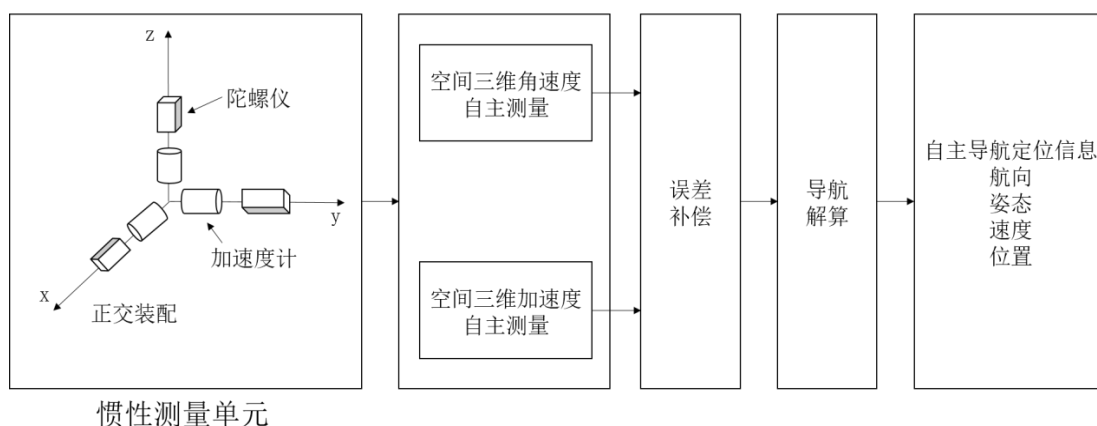 z
陀螺仪
y
加速度计
x
正交装配
惯性测量单元
空间三维角速度
自主测量
空间三维加速度
自主测量
误差
补偿
导航
解算
自主导航定位信息
航向
姿态
速度
位置